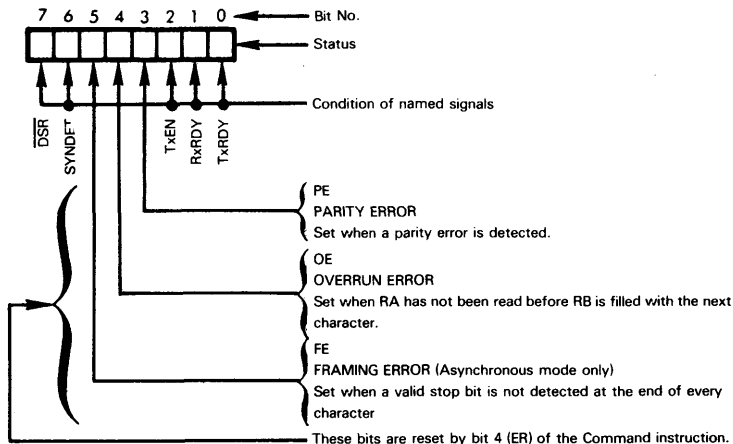 7 6 5 4 3 2 1 0 Bit No.
Status
Condition of named signals
DSR
SYNDET
TxEN
RxRDY
TxRDY
PE
PARITY ERROR
Set when a parity error is detected.
OE
OVERRUN ERROR
Set when RA has not been read before RB is filled with the next
character.
FE
FRAMING ERROR (Asynchronous mode only)
Set when a valid stop bit is not detected at the end of every
character
These bits are reset by bit 4 (ER) of the Command instruction.